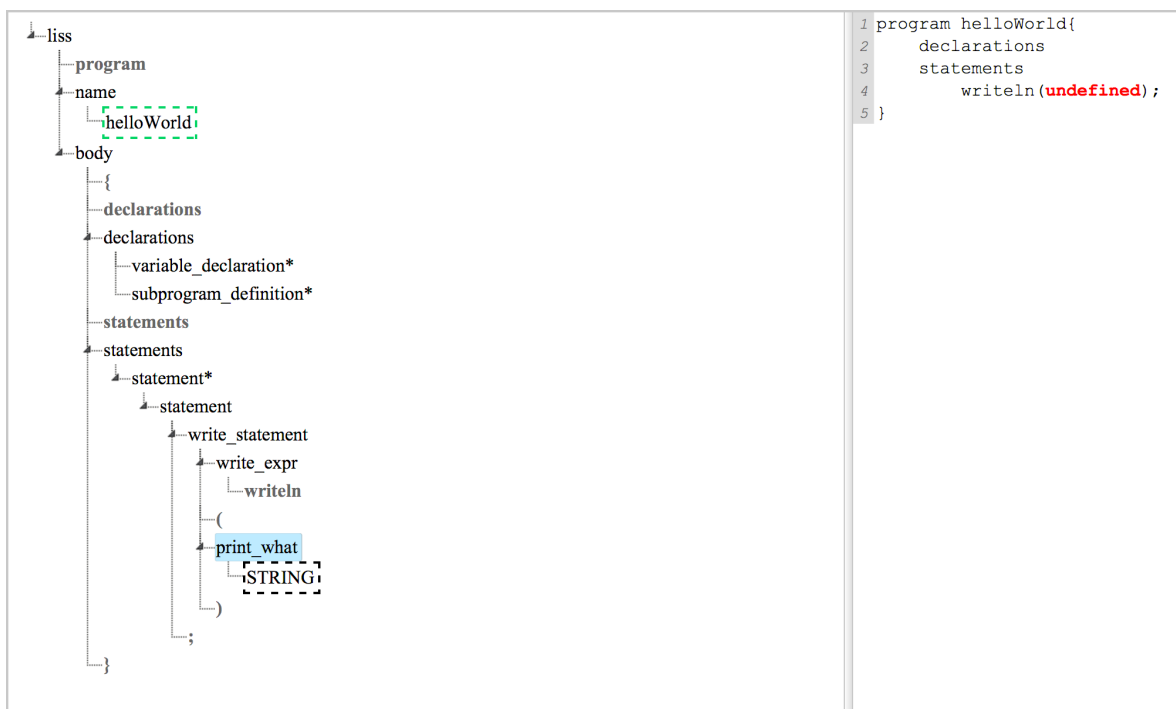 liss
program
name
helloWorld
body
{
declarations
declarations
variable_declaration*
subprogram_definition*
statements
statements
statement*
statement
write_statement
write_expr
writeln
(
print_what
STRING
)
;
}
1 program helloWorld{
2 declarations
3 statements
4 writeln(undefined);
5 }